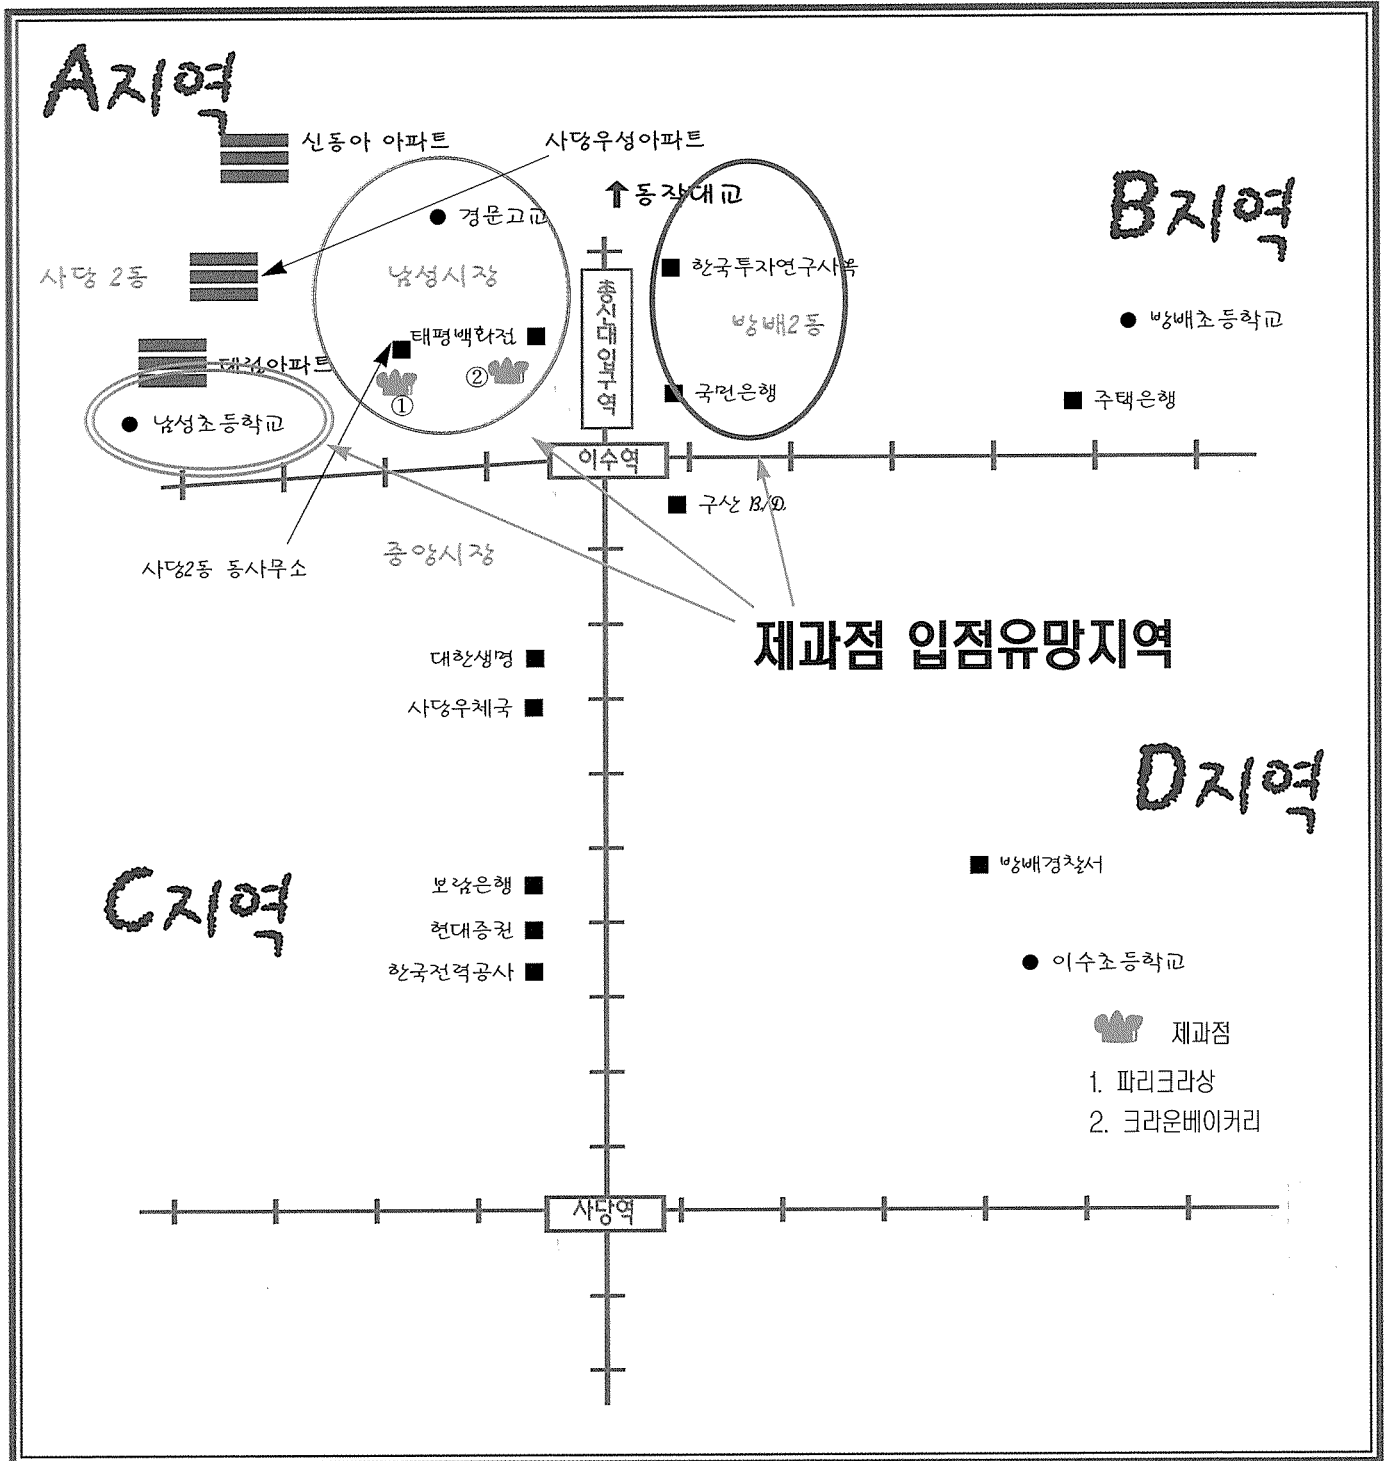 A지역
신동아 아파트
사당우성아파트
동작대교
B지역
경문고교
사당 2동
남성시장
한국투자연구사옥
총신대입구역
방배2동
방배초등학교
태평백화점
②
①
대림아파트
국민은행
주택은행
남성초등학교
이수역
구산 B/D.
중앙시장
사당2동 동사무소
제과점 입점유망지역
대한생명
사당우체국
D지역
방배경찰서
C지역
보람은행
현대증권
한국전력공사
이수초등학교
제과점
1. 파리크라상
2. 크라운베이커리
사당역